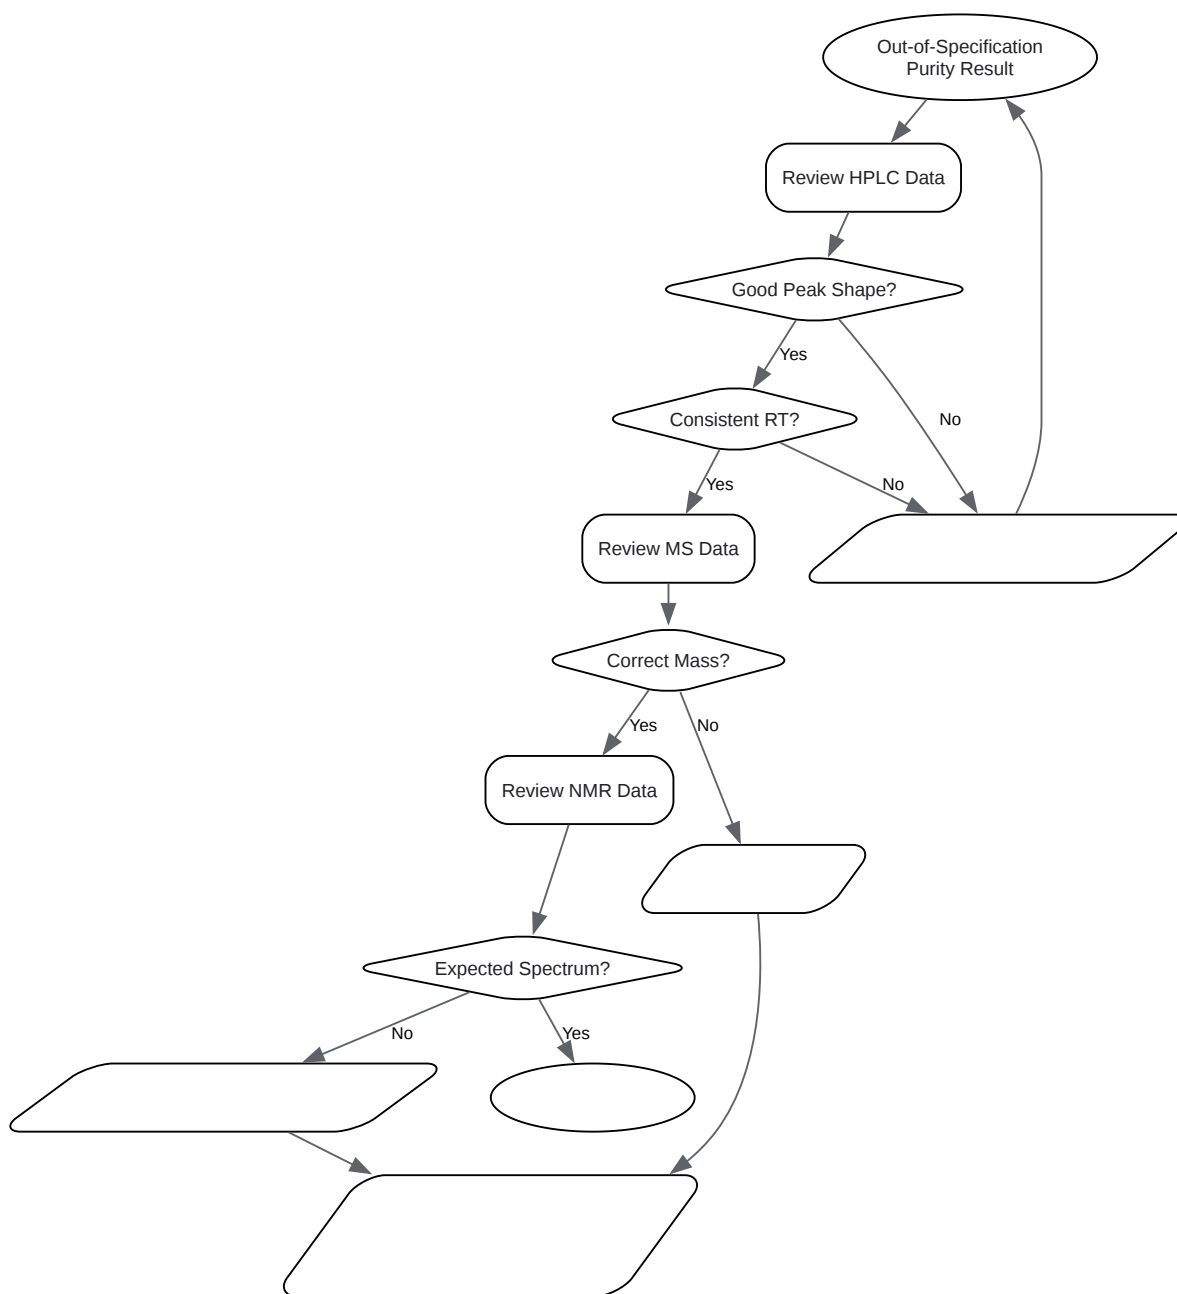 Out-of-Specification
Purity Result
Review HPLC Data
Good Peak Shape?
Yes
Consistent RT?
No
Yes
No
Review MS Data
Correct Mass?
Yes
No
Review NMR Data
Expected Spectrum?
No
Yes